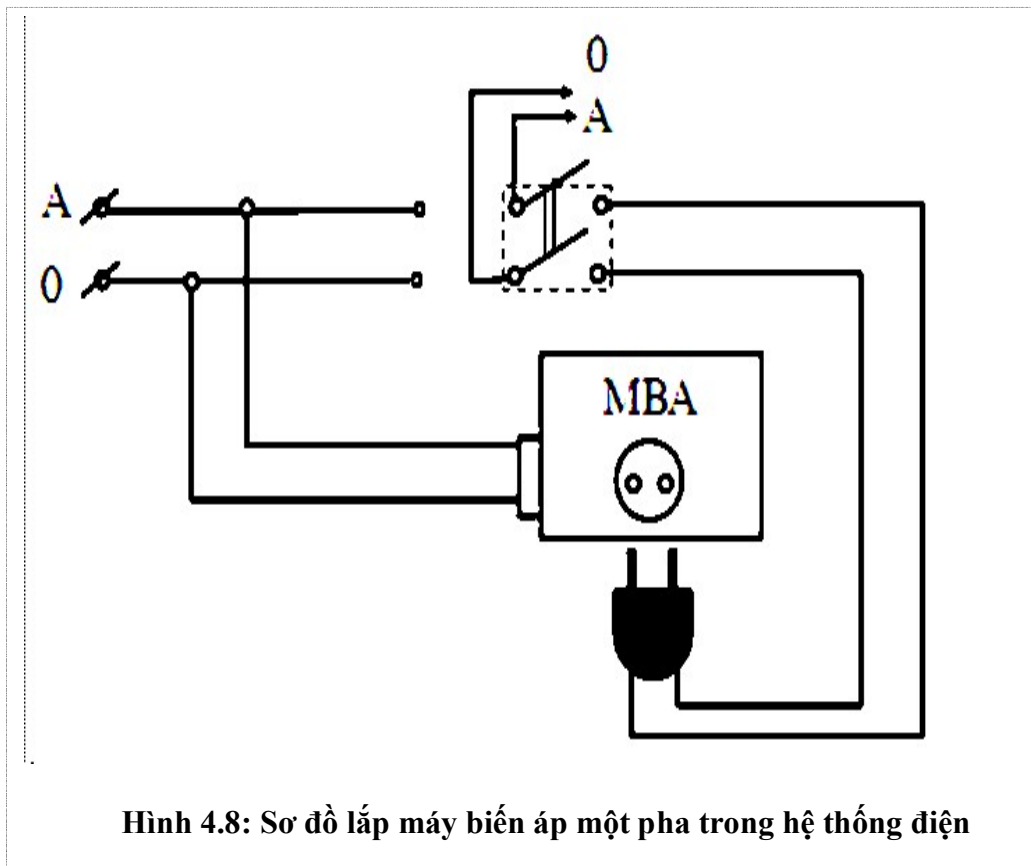 0
A
A
0
MBA
Hình 4.8: Sơ đồ lắp máy biến áp một pha trong hệ thống điện